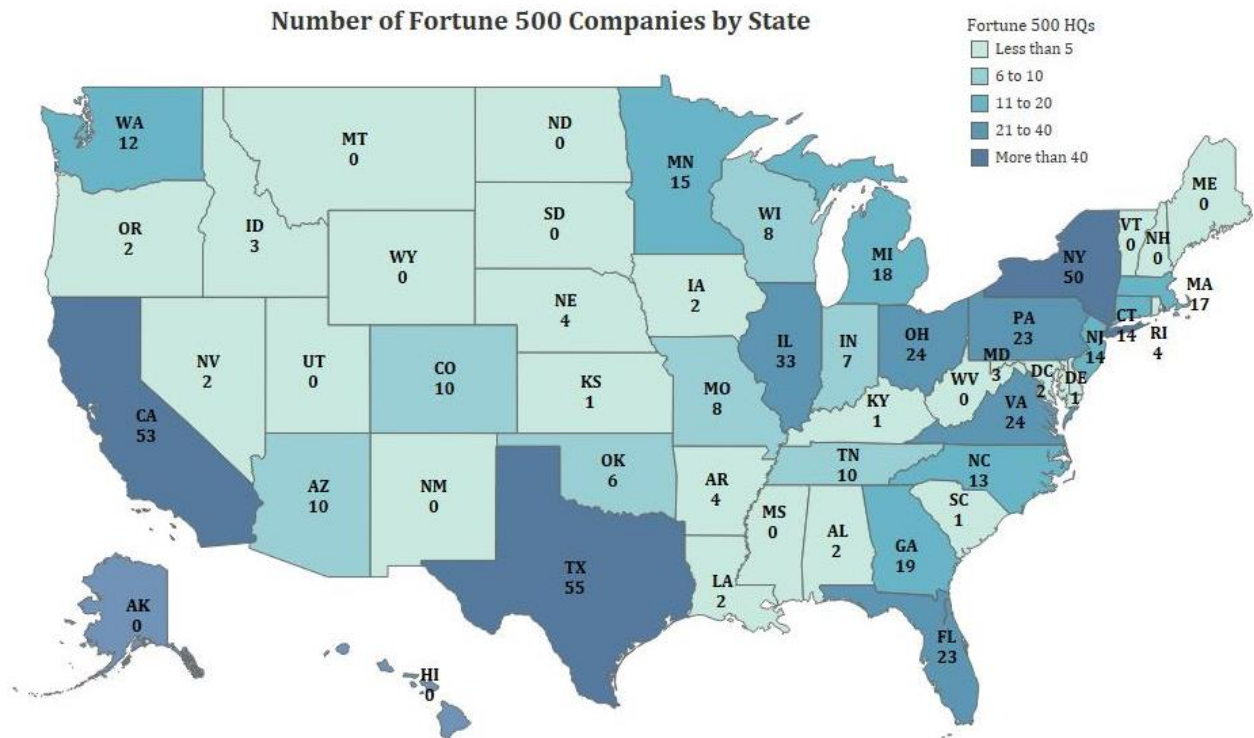 Number of Fortune 500 Companies by State
Fortune 500 HQs
Less than 5
6 to 10
11 to 20
21 to 40
More than 40
WA
12
MT
0
ND
0
MN
15
ME
0
OR
2
ID
3
SD
0
WI
8
VT
0
NH
0
WY
0
MI
18
NY
50
MA
17
IA
2
NE
4
CT
14
RI
4
PA
23
NV
2
UT
0
CO
10
IL
33
IN
7
OH
24
NJ
14
MD
3
DC
2
DE
1
KS
1
MO
8
WV
0
VA
24
CA
53
KY
1
AZ
10
NM
0
OK
6
AR
4
TN
10
NC
13
SC
1
MS
0
AL
2
GA
19
TX
55
LA
2
AK
0
FL
23
HI
0